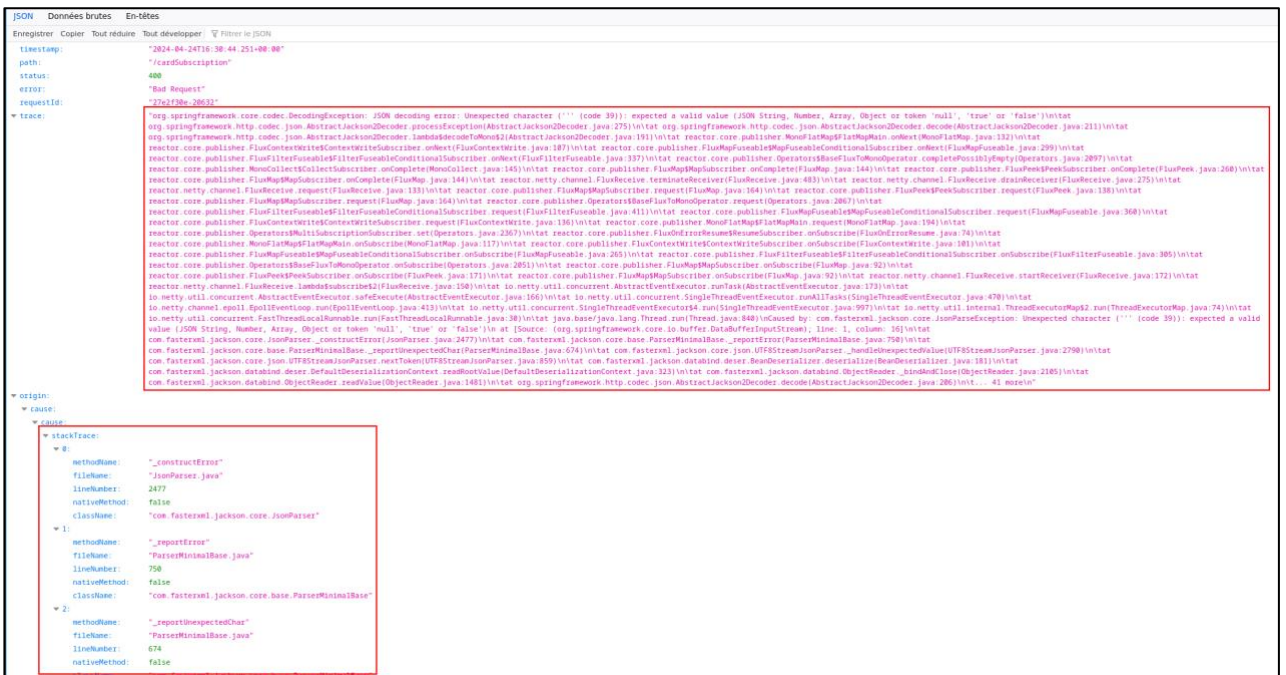 JSON Données brutes En-têtes
Enregistrer Copier Tout réduire Tout développer Filtrer le JSON
timestamp: "2024-04-24T16:30:44.251+00:00"
path: "/cardSubscription"
status: 400
error: "Bad Request"
requestId: "27e2f30e-20632"
trace: "org.springframework.core.codec.DecodingException: JSON decoding error: Unexpected character (''' (code 39)): expected a valid value (JSON String, Number, Array, Object or token 'null', 'true' or 'false')\n\tat
org.springframework.http.codec.json.AbstractJackson2Decoder.processException(AbstractJackson2Decoder.java:275)\n\tat org.springframework.http.codec.json.AbstractJackson2Decoder.decode(AbstractJackson2Decoder.java:211)\n\tat
org.springframework.http.codec.json.AbstractJackson2Decoder.lambda$decodeToMono$2(AbstractJackson2Decoder.java:191)\n\tat reactor.core.publisher.MonoFlatMap$FlatMapMain.onNext(MonoFlatMap.java:132)\n\tat
reactor.core.publisher.FluxContextWrite$ContextWriteSubscriber.onNext(FluxContextWrite.java:107)\n\tat reactor.core.publisher.FluxMapFuseable$MapFuseableConditionalSubscriber.onNext(FluxMapFuseable.java:299)\n\tat
reactor.core.publisher.FluxFilterFuseable$FilterFuseableConditionalSubscriber.onNext(FluxFilterFuseable.java:337)\n\tat reactor.core.publisher.Operators$BaseFluxToMonoOperator.completePossiblyEmpty(Operators.java:2097)\n\tat
reactor.core.publisher.MonoCollect$CollectSubscriber.onComplete(MonoCollect.java:145)\n\tat reactor.core.publisher.FluxMap$MapSubscriber.onComplete(FluxMap.java:144)\n\tat reactor.core.publisher.FluxPeek$PeekSubscriber.onComplete(FluxPeek.java:260)\n\tat
reactor.core.publisher.FluxMap$MapSubscriber.onComplete(FluxMap.java:144)\n\tat reactor.netty.channel.FluxReceive.terminateReceiver(FluxReceive.java:483)\n\tat reactor.netty.channel.FluxReceive.drainReceiver(FluxReceive.java:275)\n\tat
reactor.netty.channel.FluxReceive.request(FluxReceive.java:133)\n\tat reactor.core.publisher.FluxMap$MapSubscriber.request(FluxMap.java:164)\n\tat reactor.core.publisher.FluxPeek$PeekSubscriber.request(FluxPeek.java:138)\n\tat
reactor.core.publisher.FluxMap$MapSubscriber.request(FluxMap.java:164)\n\tat reactor.core.publisher.Operators$BaseFluxToMonoOperator.request(Operators.java:2067)\n\tat
reactor.core.publisher.FluxFilterFuseable$FilterFuseableConditionalSubscriber.request(FluxFilterFuseable.java:411)\n\tat reactor.core.publisher.FluxMapFuseable$MapFuseableConditionalSubscriber.request(FluxMapFuseable.java:360)\n\tat
reactor.core.publisher.FluxContextWrite$ContextWriteSubscriber.request(FluxContextWrite.java:136)\n\tat reactor.core.publisher.MonoFlatMap$FlatMapMain.request(MonoFlatMap.java:194)\n\tat
reactor.core.publisher.Operators$MultiSubscriptionSubscriber.set(Operators.java:2367)\n\tat reactor.core.publisher.FluxOnErrorResume$ResumeSubscriber.onSubscribe(FluxOnErrorResume.java:74)\n\tat
reactor.core.publisher.MonoFlatMap$FlatMapMain.onSubscribe(MonoFlatMap.java:117)\n\tat reactor.core.publisher.FluxContextWrite$ContextWriteSubscriber.onSubscribe(FluxContextWrite.java:101)\n\tat
reactor.core.publisher.FluxMapFuseable$MapFuseableConditionalSubscriber.onSubscribe(FluxMapFuseable.java:265)\n\tat reactor.core.publisher.FluxFilterFuseable$FilterFuseableConditionalSubscriber.onSubscribe(FluxFilterFuseable.java:305)\n\tat
reactor.core.publisher.Operators$BaseFluxToMonoOperator.onSubscribe(Operators.java:2051)\n\tat reactor.core.publisher.FluxMap$MapSubscriber.onSubscribe(FluxMap.java:92)\n\tat
reactor.core.publisher.FluxPeek$PeekSubscriber.onSubscribe(FluxPeek.java:171)\n\tat reactor.core.publisher.FluxMap$MapSubscriber.onSubscribe(FluxMap.java:92)\n\tat reactor.netty.channel.FluxReceive.startReceiver(FluxReceive.java:172)\n\tat
reactor.netty.channel.FluxReceive.lambda$subscribe$2(FluxReceive.java:150)\n\tat io.netty.util.concurrent.AbstractEventExecutor.runTask(AbstractEventExecutor.java:173)\n\tat
io.netty.util.concurrent.AbstractEventExecutor.safeExecute(AbstractEventExecutor.java:166)\n\tat io.netty.util.concurrent.SingleThreadEventExecutor.runAllTasks(SingleThreadEventExecutor.java:470)\n\tat
io.netty.channel.epoll.EpollEventLoop.run(EpollEventLoop.java:413)\n\tat io.netty.util.concurrent.SingleThreadEventExecutor$4.run(SingleThreadEventExecutor.java:997)\n\tat io.netty.util.internal.ThreadExecutorMap$2.run(ThreadExecutorMap.java:74)\n\tat
io.netty.util.concurrent.FastThreadLocalRunnable.run(FastThreadLocalRunnable.java:30)\n\tat java.base/java.lang.Thread.run(Thread.java:840)\nCaused by: com.fasterxml.jackson.core.JsonParseException: Unexpected character (''' (code 39)): expected a valid
value (JSON String, Number, Array, Object or token 'null', 'true' or 'false')\n at [Source: (org.springframework.core.io.buffer.DataBufferInputStream); line: 1, column: 16]\n\tat
com.fasterxml.jackson.core.JsonParser._constructError(JsonParser.java:2477)\n\tat com.fasterxml.jackson.core.base.ParserMinimalBase._reportError(ParserMinimalBase.java:750)\n\tat
com.fasterxml.jackson.core.base.ParserMinimalBase._reportUnexpectedChar(ParserMinimalBase.java:674)\n\tat com.fasterxml.jackson.core.json.UTF8StreamJsonParser._handleUnexpectedValue(UTF8StreamJsonParser.java:2790)\n\tat
com.fasterxml.jackson.core.json.UTF8StreamJsonParser.nextToken(UTF8StreamJsonParser.java:859)\n\tat com.fasterxml.jackson.databind.deser.BeanDeserializer.deserialize(BeanDeserializer.java:181)\n\tat
com.fasterxml.jackson.databind.deser.DefaultDeserializationContext.readRootValue(DefaultDeserializationContext.java:323)\n\tat com.fasterxml.jackson.databind.ObjectReader._bindAndClose(ObjectReader.java:2105)\n\tat
com.fasterxml.jackson.databind.ObjectReader.readValue(ObjectReader.java:1481)\n\tat org.springframework.http.codec.json.AbstractJackson2Decoder.decode(AbstractJackson2Decoder.java:206)\n\t... 41 more\n"
origin:
cause:
cause:
stackTrace:
0:
methodName: "_constructError"
fileName: "JsonParser.java"
lineNumber: 2477
nativeMethod: false
className: "com.fasterxml.jackson.core.JsonParser"
1:
methodName: "_reportError"
fileName: "ParserMinimalBase.java"
lineNumber: 750
nativeMethod: false
className: "com.fasterxml.jackson.core.base.ParserMinimalBase"
2:
methodName: "_reportUnexpectedChar"
fileName: "ParserMinimalBase.java"
lineNumber: 674
nativeMethod: false